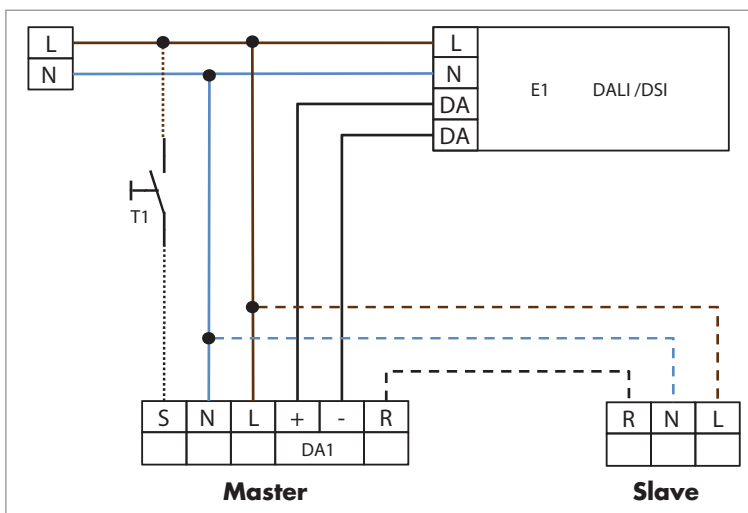 L
N
L
N
DA
DA
E1 DALI /DSI
T1
S N L + - R
DA1
R N L
Master
Slave